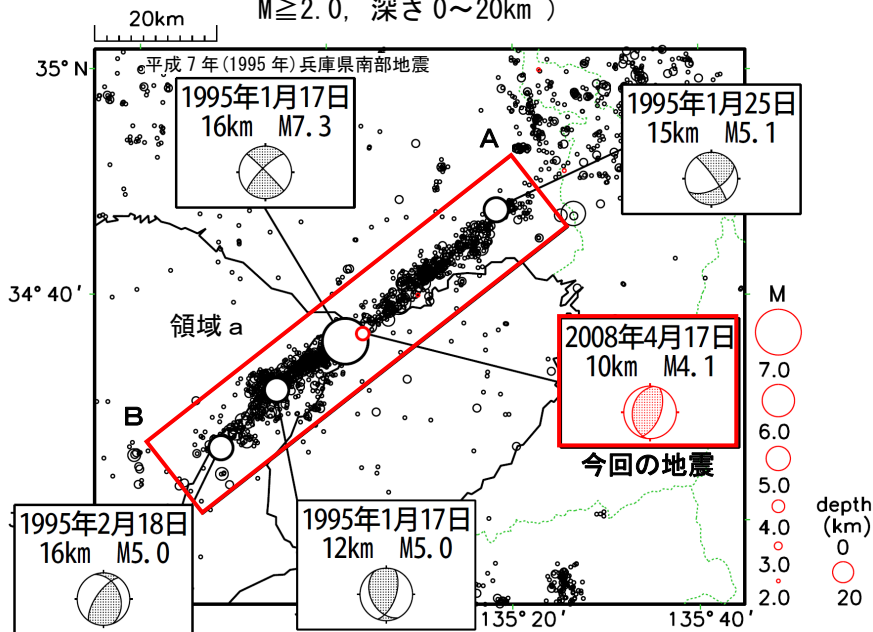 M≧2.0, 深さ0～20km )
20km
35° N
平成7年(1995年)兵庫県南部地震
1995年1月17日
16km M7.3
A
1995年1月25日
15km M5.1
34° 40′
領域a
M
2008年4月17日
10km M4.1
今回の地震
B
7.0
6.0
5.0
4.0
3.0
2.0
depth
(km)
0
20
1995年2月18日
16km M5.0
1995年1月17日
12km M5.0
135° 20′
135° 40′